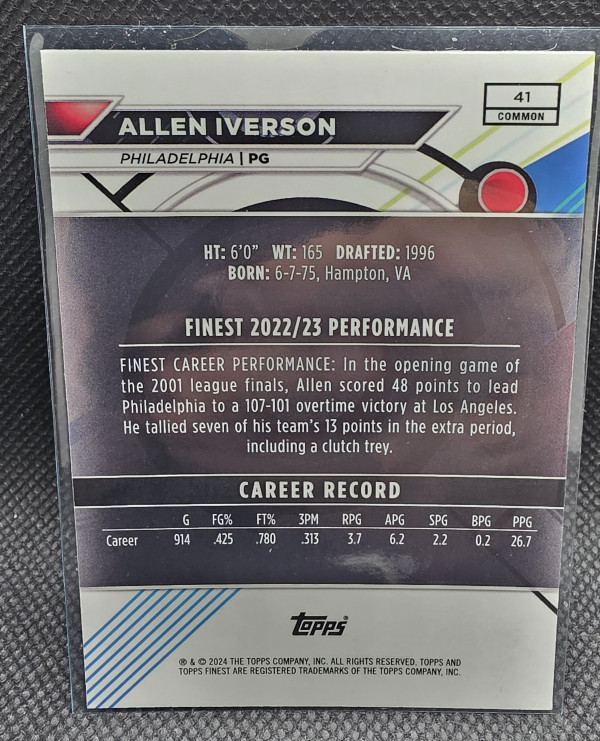 41
COMMON
ALLEN IVERSON
PHILADELPHIA | PG
HT: 6'0" WT: 165 DRAFTED: 1996
BORN: 6-7-75, Hampton, VA
FINEST 2022/23 PERFORMANCE
FINEST CAREER PERFORMANCE: In the opening game of
the 2001 league finals, Allen scored 48 points to lead
Philadelphia to a 107-101 overtime victory at Los Angeles.
He tallied seven of his team's 13 points in the extra period,
including a clutch trey.
CAREER RECORD
G FG% FT% 3PM RPG APG SPG BPG PPG
Career 914 .425 .780 .313 3.7 6.2 2.2 0.2 26.7
topps®
® & © 2024 THE TOPPS COMPANY, INC. ALL RIGHTS RESERVED. TOPPS AND
TOPPS FINEST ARE REGISTERED TRADEMARKS OF THE TOPPS COMPANY, INC.